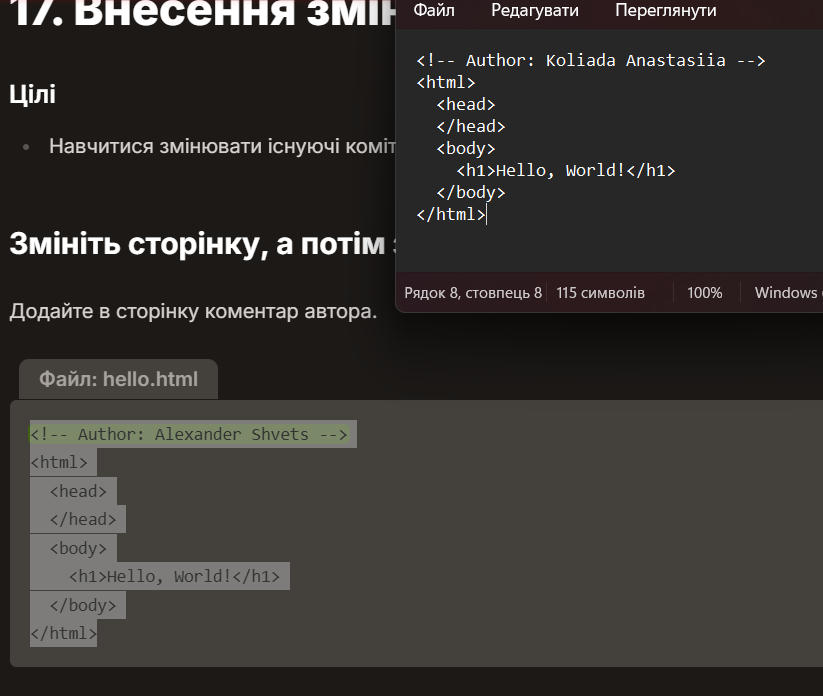 17. Внесення змін
Цілі
Навчитися змінювати існуючі коміт
Змініть сторінку, а потім
Додайте в сторінку коментар автора.
Файл: hello.html
<!-- Author: Alexander Shvets -->
<html>
<head>
</head>
<body>
<h1>Hello, World!</h1>
</body>
</html>
Файл Редагувати Переглянути
<!-- Author: Koliada Anastasiia -->
<html>
<head>
</head>
<body>
<h1>Hello, World!</h1>
</body>
</html>
Рядок 8, стовпець 8 115 символів 100% Windows